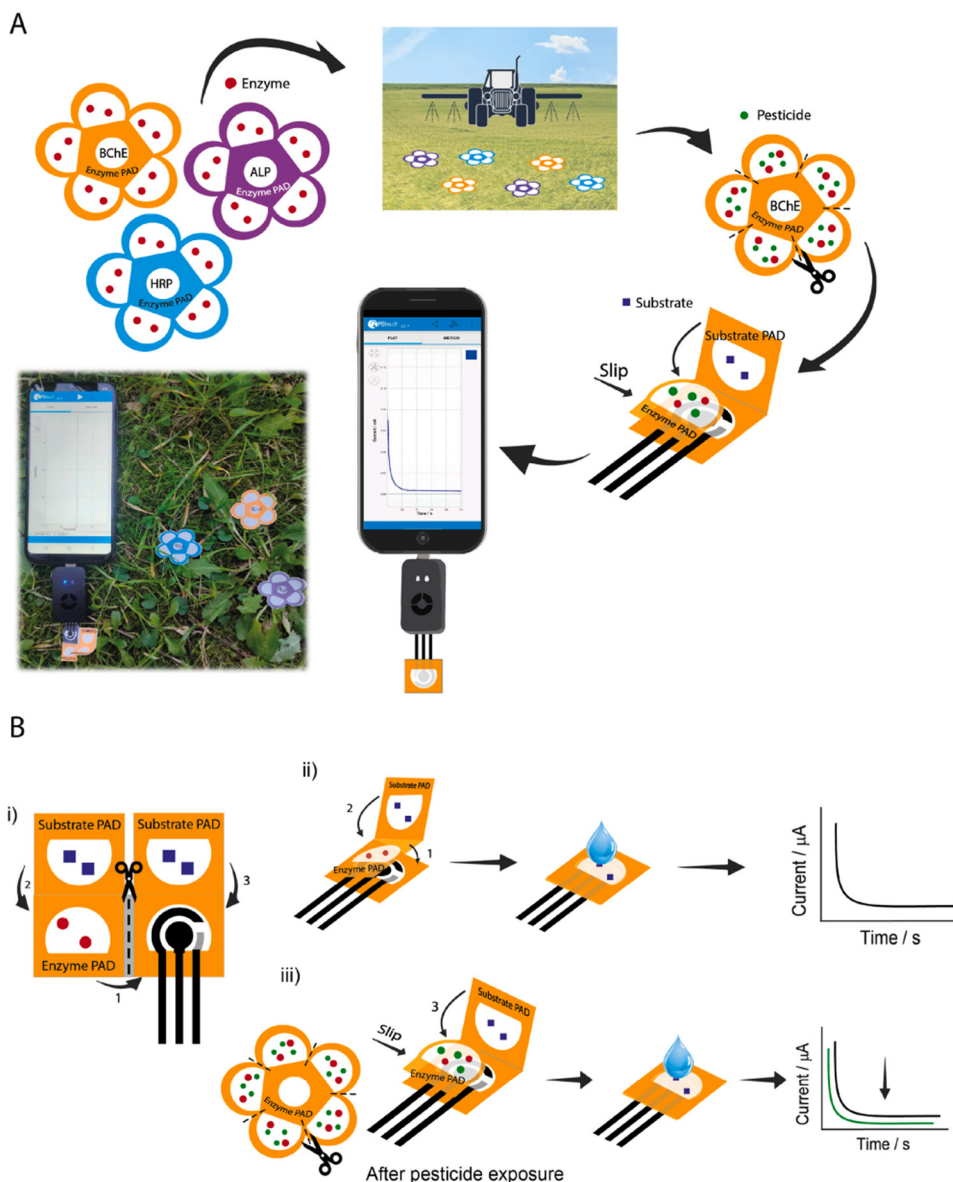 A
Enzyme
BChE
Enzyme PAD
ALP
Enzyme PAD
HRP
Enzyme PAD
Pesticide
BChE
Enzyme PAD
Substrate
Substrate PAD
Slip
Enzyme PAD
PStouch
PLOT
METHOD
Time / s
B
i)
Substrate PAD
Substrate PAD
2
3
Enzyme PAD
1
ii)
Substrate PAD
2
1
Enzyme PAD
Current / µA
Time / s
iii)
Enzyme PAD
Slip
3
Substrate PAD
Enzyme PAD
After pesticide exposure
Current / µA
Time / s